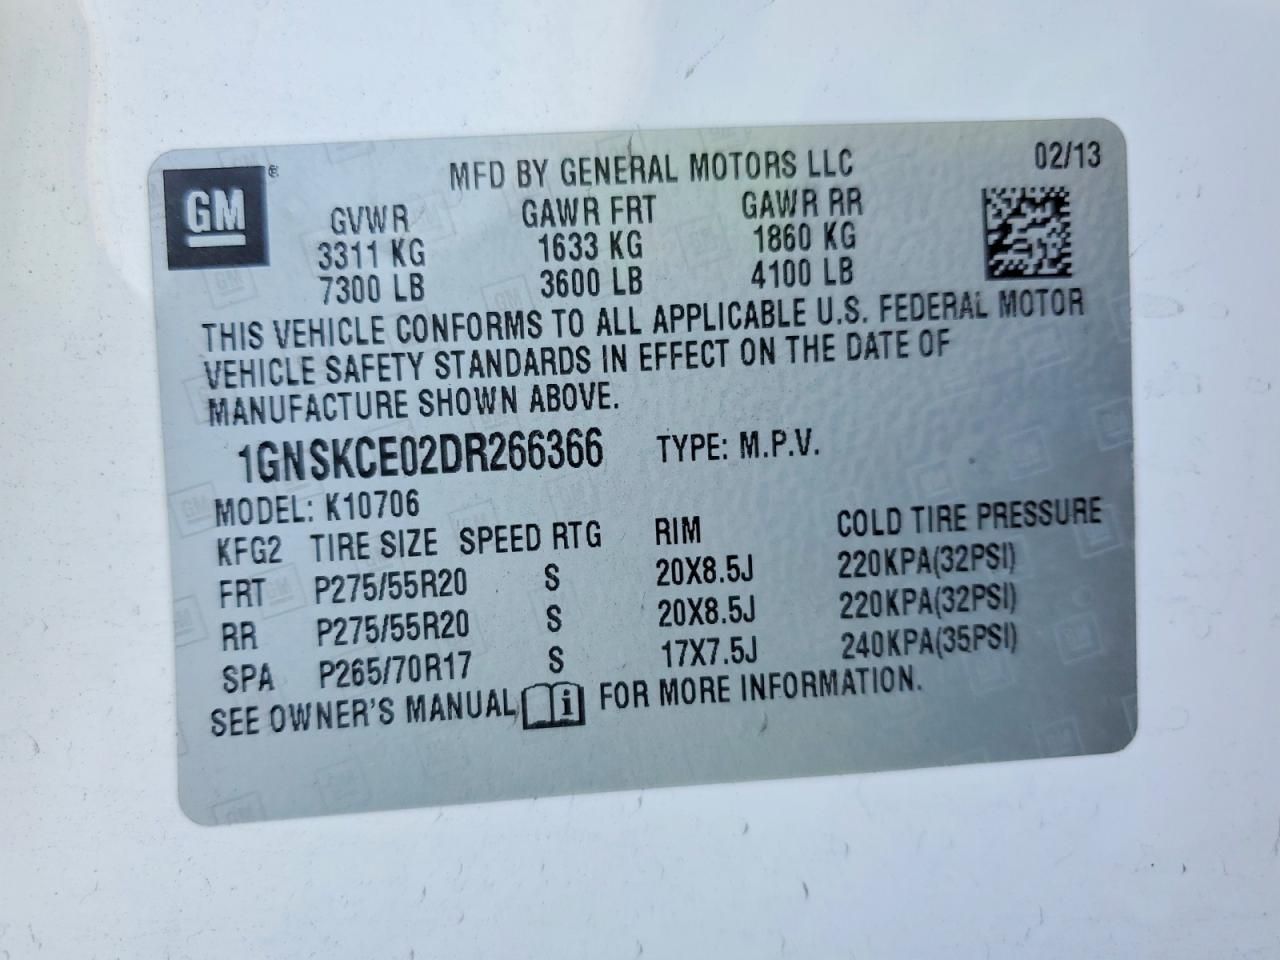 GM ®
MFD BY GENERAL MOTORS LLC 02/13
GVWR GAWR FRT GAWR RR
3311 KG 1633 KG 1860 KG
7300 LB 3600 LB 4100 LB
THIS VEHICLE CONFORMS TO ALL APPLICABLE U.S. FEDERAL MOTOR
VEHICLE SAFETY STANDARDS IN EFFECT ON THE DATE OF
MANUFACTURE SHOWN ABOVE.
1GNSKCE02DR266366 TYPE: M.P.V.
MODEL: K10706
KFG2 TIRE SIZE SPEED RTG RIM COLD TIRE PRESSURE
FRT P275/55R20 S 20X8.5J 220KPA(32PSI)
RR P275/55R20 S 20X8.5J 220KPA(32PSI)
SPA P265/70R17 S 17X7.5J 240KPA(35PSI)
SEE OWNER'S MANUAL i FOR MORE INFORMATION.